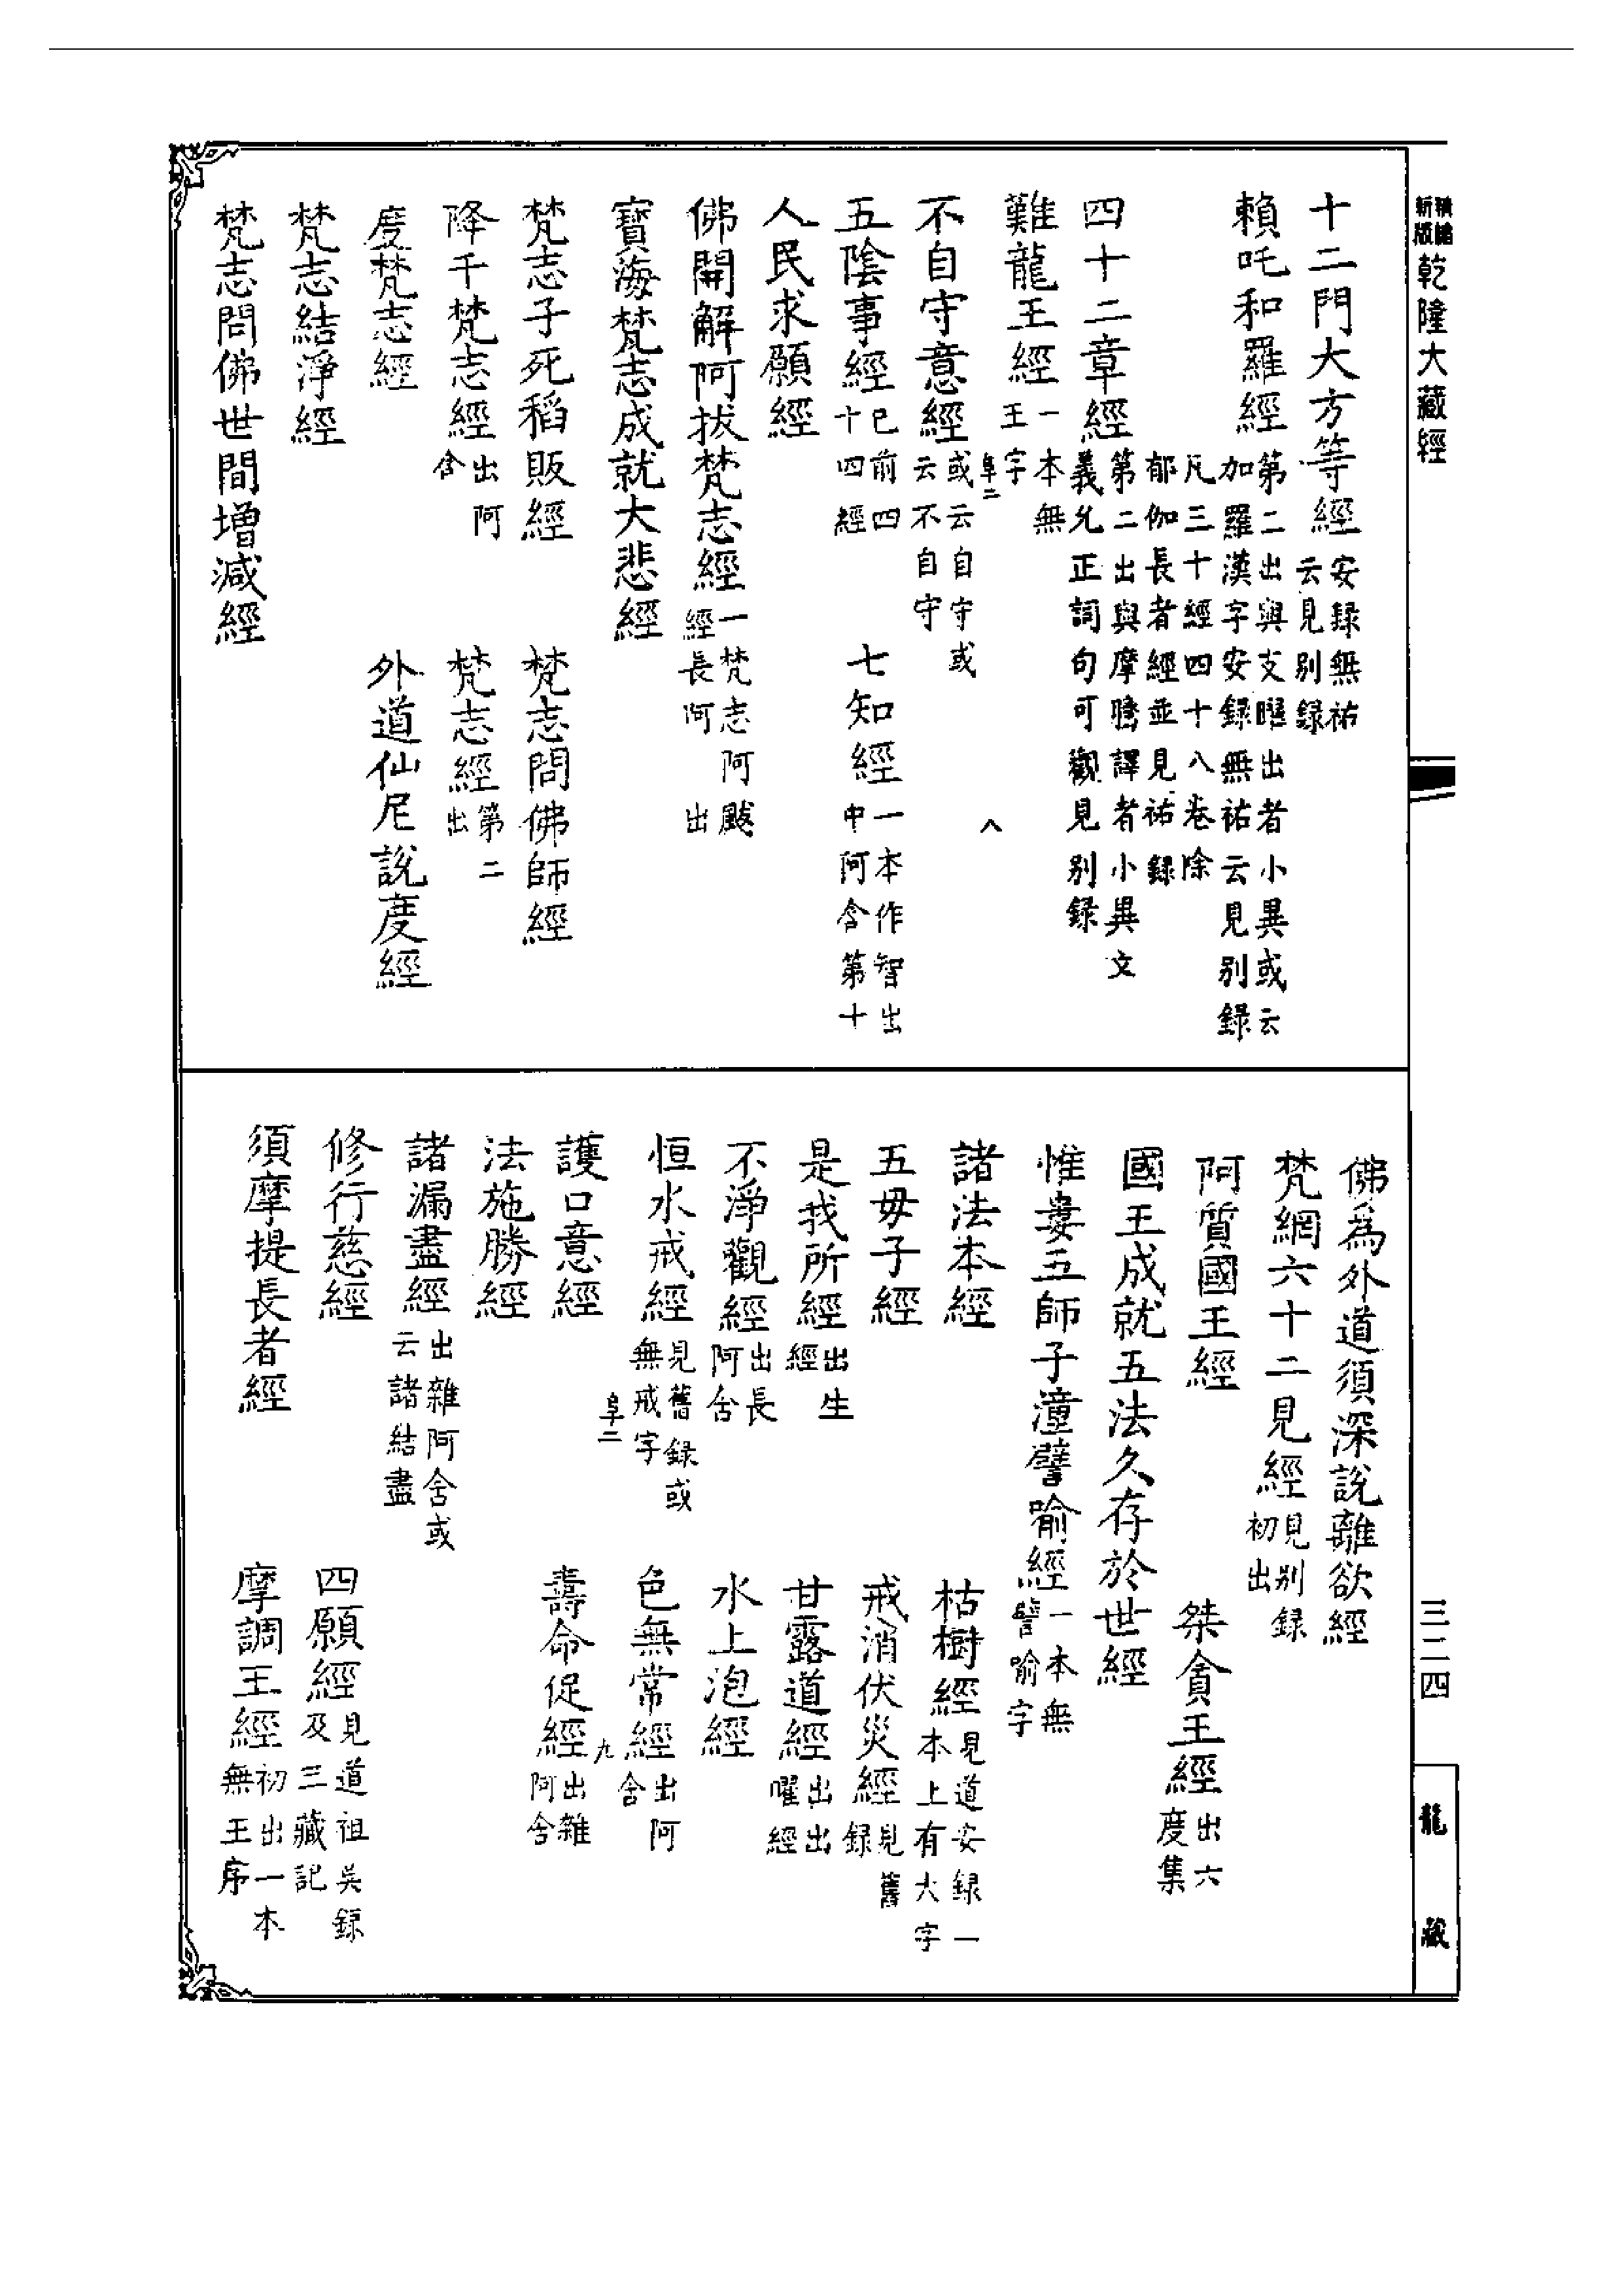 精縮新版乾隆大藏經
十二門大方等經安錄無祐云見別錄
賴吒和羅經第二出與支曜出者小異或云加羅漢字安錄無祐云見別錄
凡三十經四十八卷除郁伽長者經並見祐錄
四十二章經第二出與摩騰譯者小異文義允正詞句可觀見別錄
難龍王經一本無王字
阜二
八
不自守意經或云自守或云不自守
五陰事經已前四十四經
七知經一本作智出中阿含第十
人民求願經
佛開解阿拔梵志經一梵志阿颰經長阿出
寶海梵志成就大悲經
梵志子死稻販經
梵志問佛師經
降千梵志經出阿含
梵志經第二出
度梵志經
外道仙尼說度經
梵志結淨經
梵志問佛世間增減經
佛為外道須深說離欲經
梵網六十二見經見別錄初出
阿質國王經
桀貪王經出六度集
國王成就五法久存於世經
惟婁五師子潼譬喻經一本無譬喻字
諸法本經
枯樹經見道安錄一本上有大字
五毋子經
戒消伏災經見舊錄
是我所經出生經
甘露道經出出曜經
不淨觀經出長阿含
水上泡經
恒水戒經見舊錄或無戒字
色無常經出阿含
阜二
九
護口意經
壽命促經出雜阿含
法施勝經
諸漏盡經出雜阿含或云諸結盡
修行慈經
四願經見道祖吳錄及三藏記
須摩提長者經
摩調王經初出一本無王序
三二四
龍藏